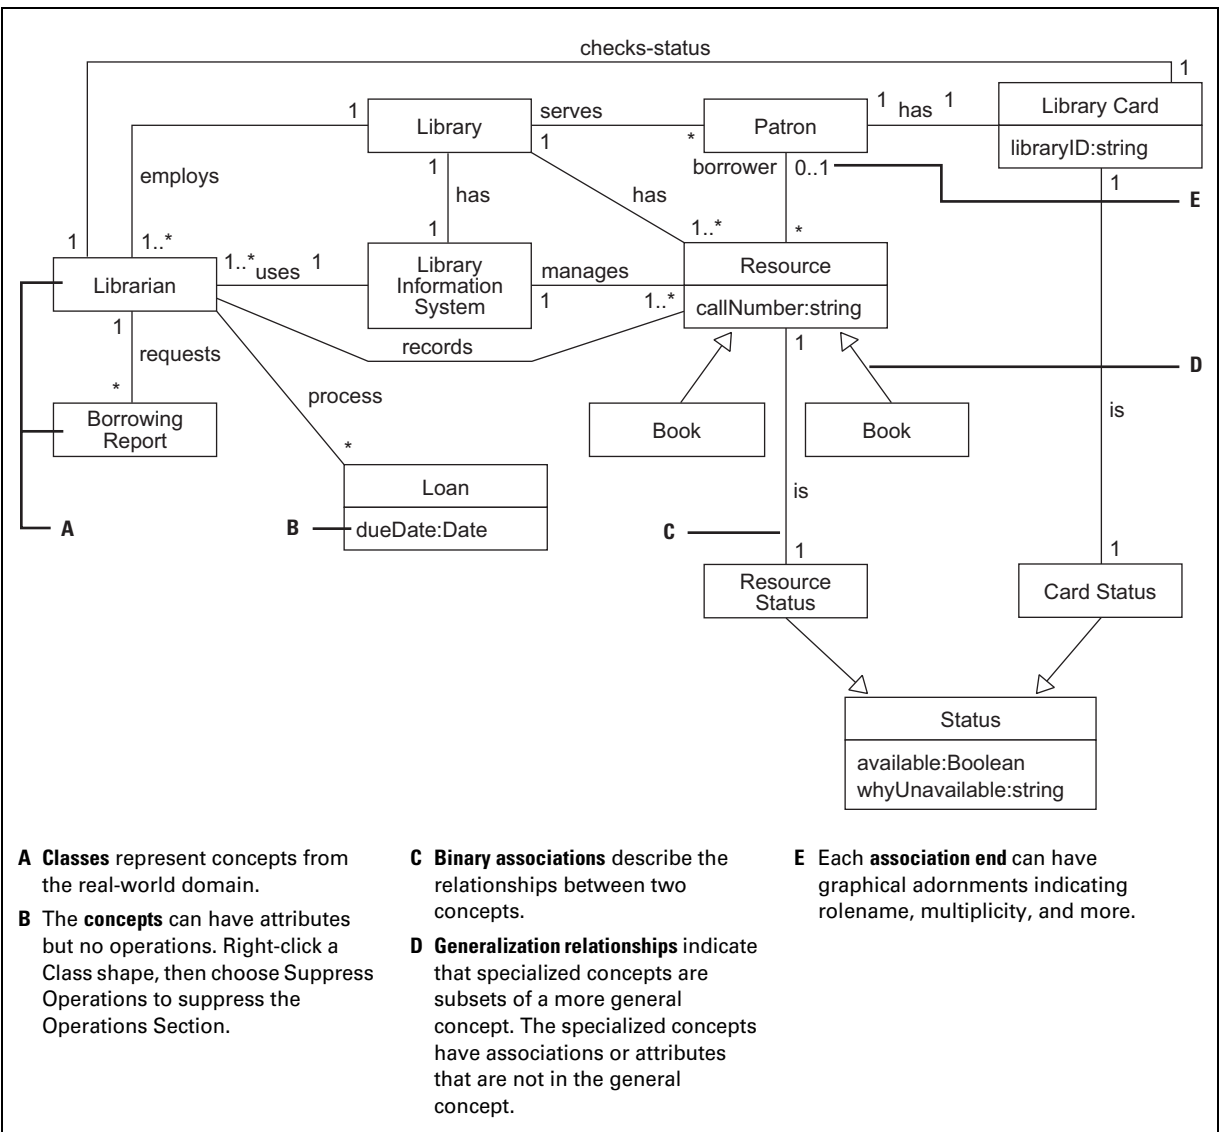 checks-status
1
1
Library
serves
1
*
Patron
1
has
1
Library Card
libraryID:string
1
employs
1
has
1
has
borrower
0..1
E
1
1..*
1..*
uses
1
1..*
*
Librarian
Library
Information
System
manages
1
1..*
Resource
callNumber:string
1
requests
records
1
D
*
process
Borrowing
Report
Book
Book
is
*
Loan
is
A
B
dueDate:Date
C
1
1
Resource
Status
Card Status
Status
available:Boolean
whyUnavailable:string
A Classes represent concepts from
the real-world domain.
B The concepts can have attributes
but no operations. Right-click a
Class shape, then choose Suppress
Operations to suppress the
Operations Section.
C Binary associations describe the
relationships between two
concepts.
D Generalization relationships indicate
that specialized concepts are
subsets of a more general
concept. The specialized concepts
have associations or attributes
that are not in the general
concept.
E Each association end can have
graphical adornments indicating
rolename, multiplicity, and more.